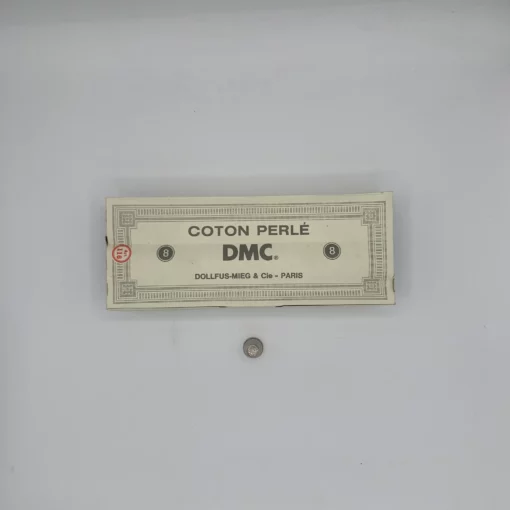 COTON PERLÉ
8 DMC® 8
DOLLFUS-MIEG & Cie - PARIS